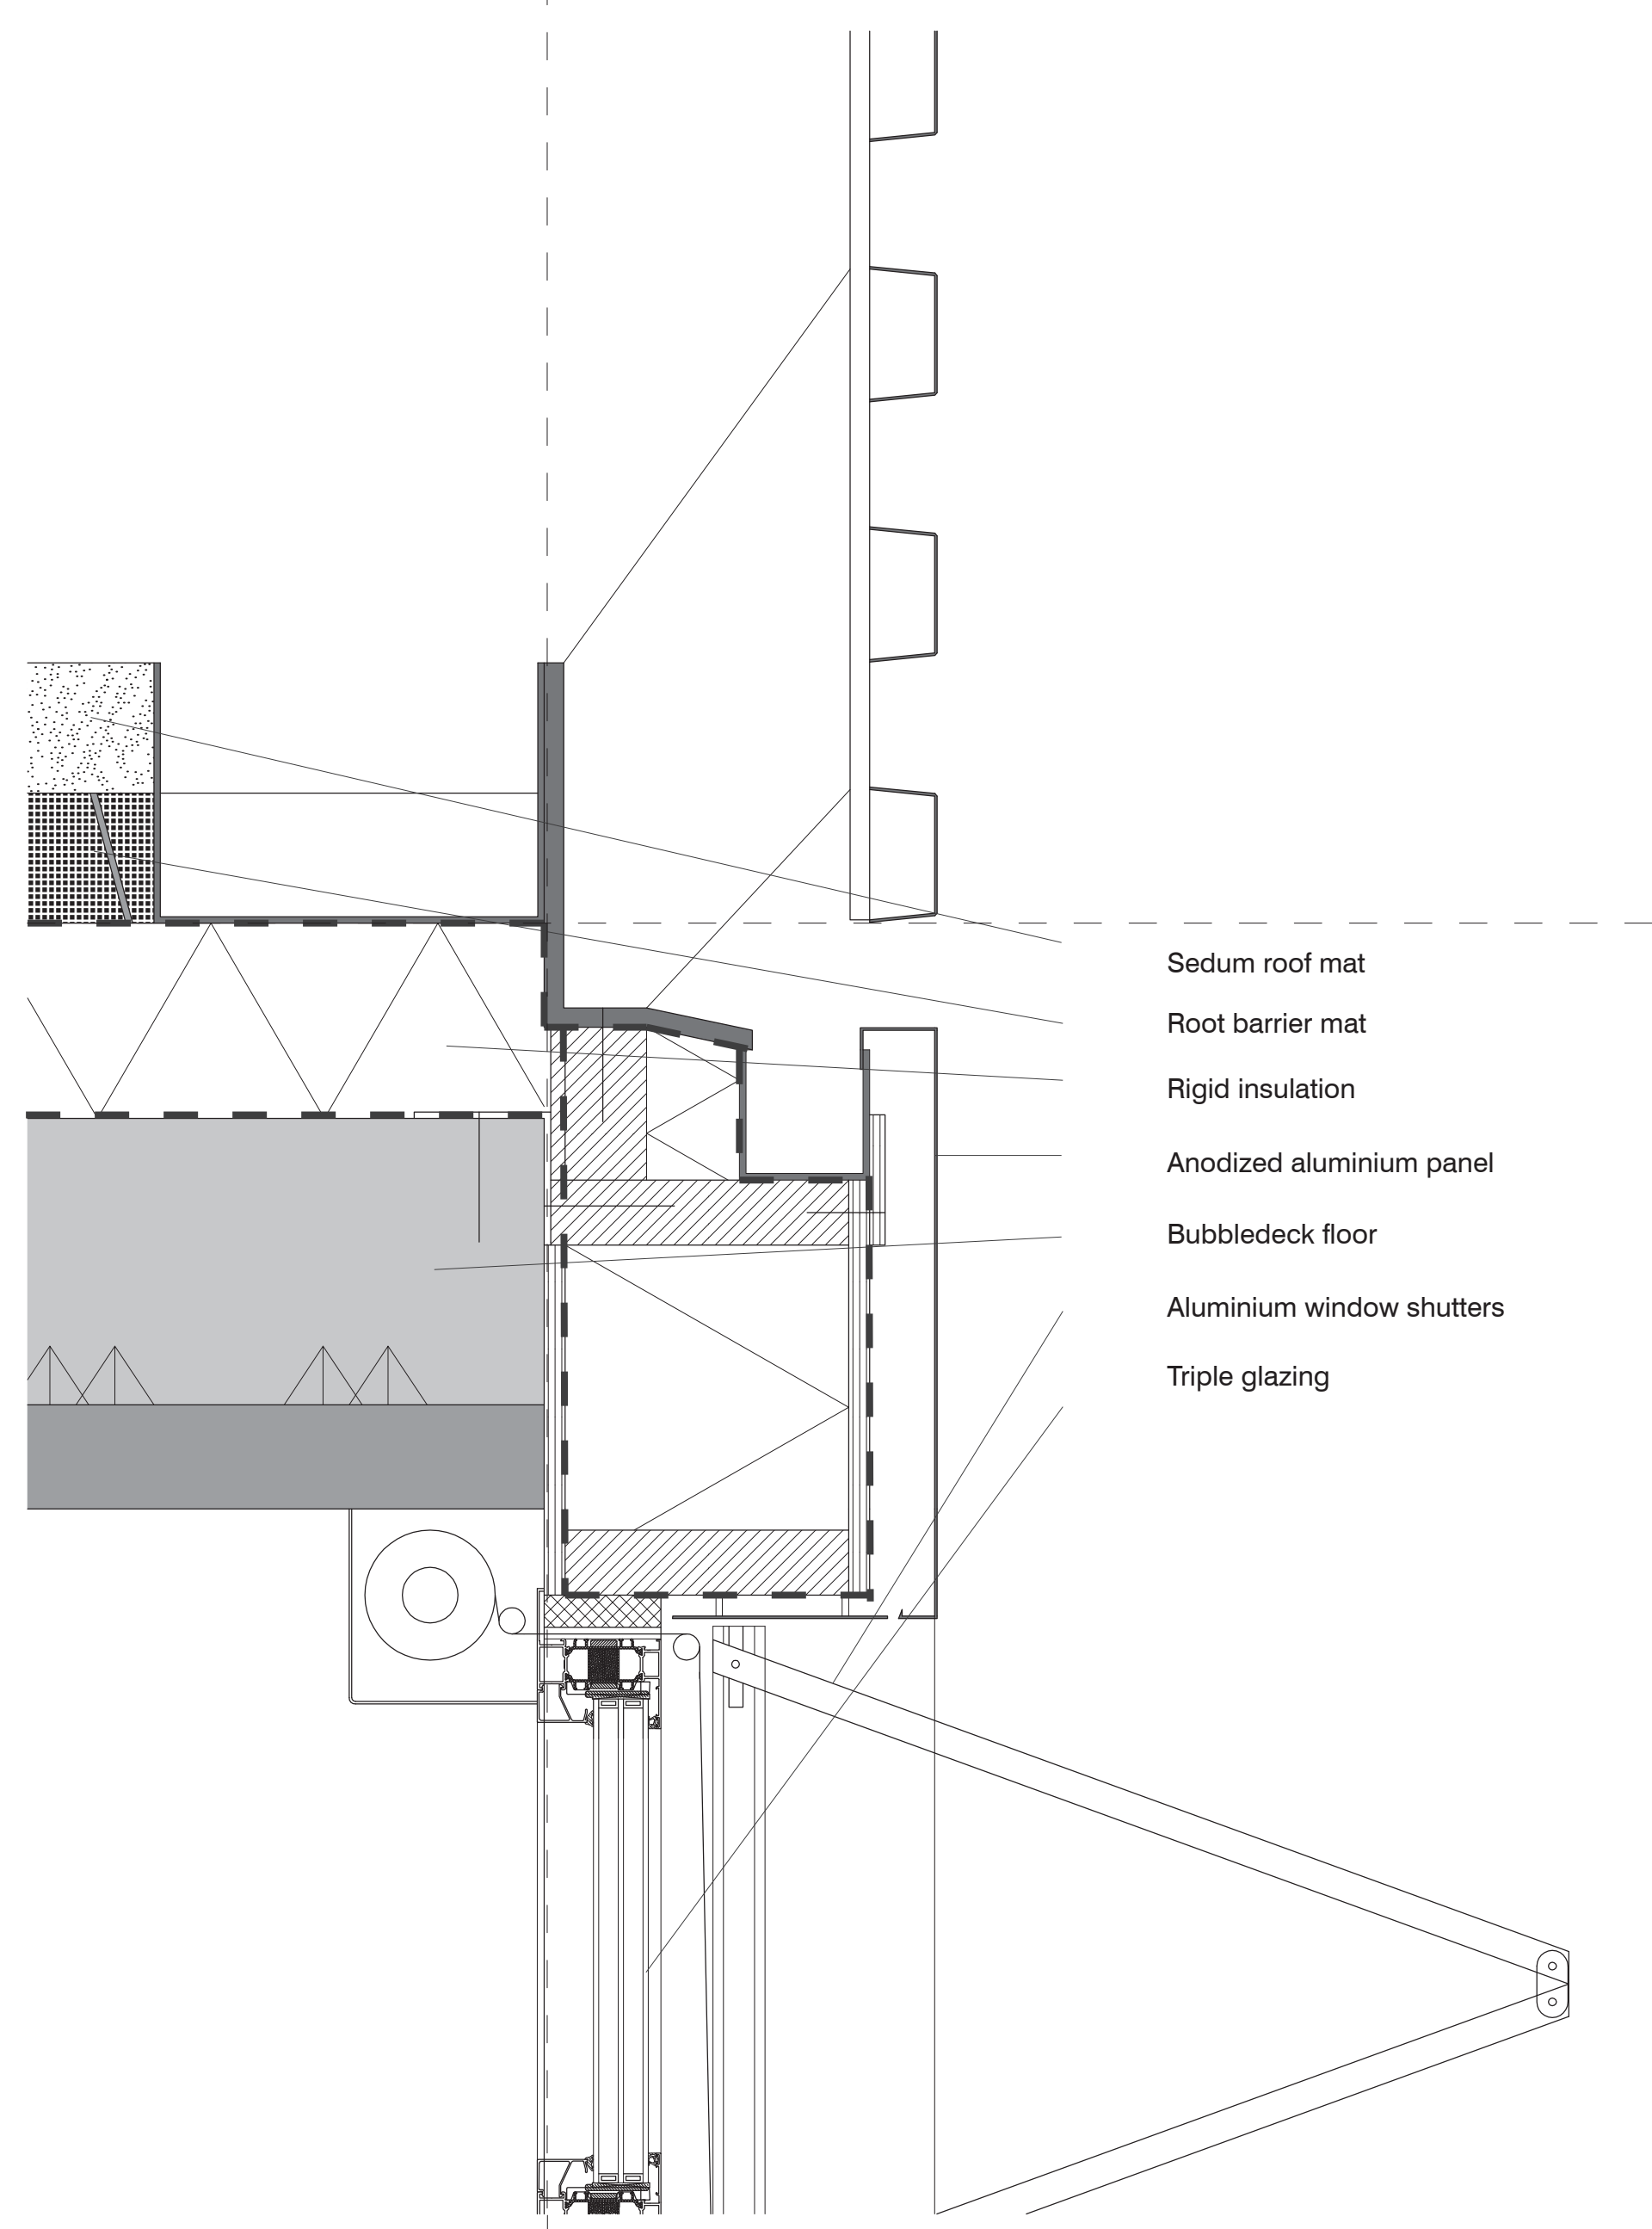 Sedum roof mat
Root barrier mat
Rigid insulation
Anodized aluminium panel
Bubbledeck floor
Aluminium window shutters
Triple glazing